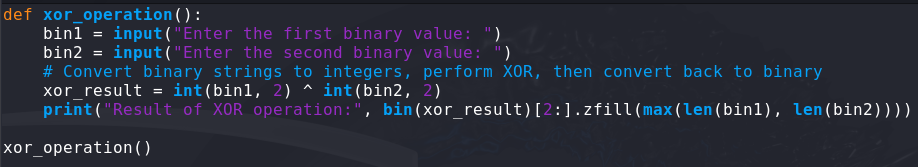 def xor_operation():
    bin1 = input("Enter the first binary value: ")
    bin2 = input("Enter the second binary value: ")
    # Convert binary strings to integers, perform XOR, then convert back to binary
    xor_result = int(bin1, 2) ^ int(bin2, 2)
    print("Result of XOR operation:", bin(xor_result)[2:].zfill(max(len(bin1), len(bin2))))
xor_operation()